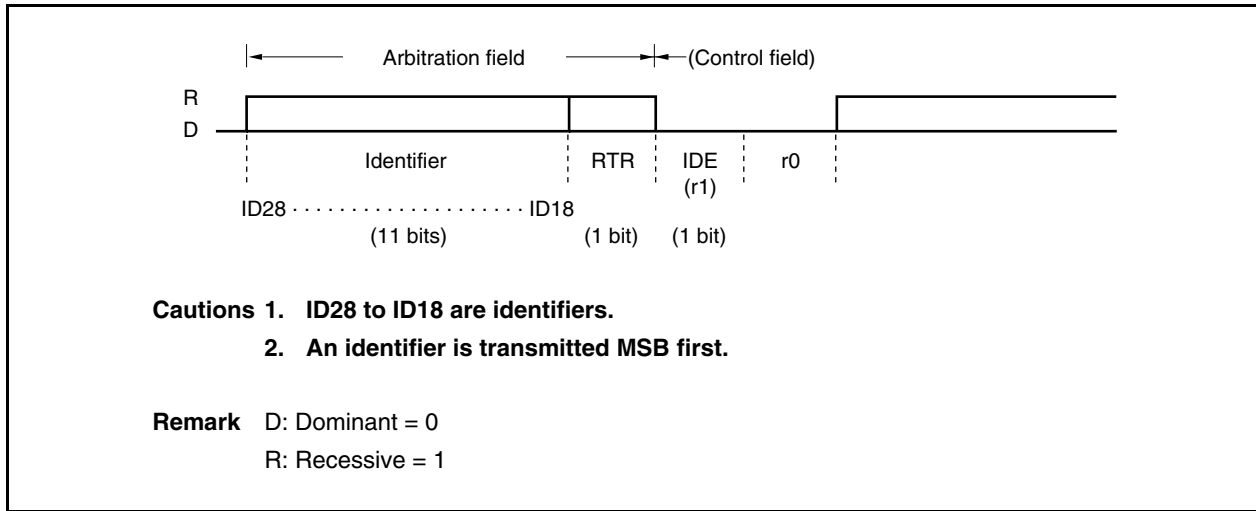 Arbitration field (Control field)
R
D
Identifier RTR IDE r0
(r1)
ID28 · · · · · · · · · · · · · · · · · · · · ID18
(11 bits) (1 bit) (1 bit)
Cautions 1. ID28 to ID18 are identifiers.
2. An identifier is transmitted MSB first.
Remark D: Dominant = 0
R: Recessive = 1